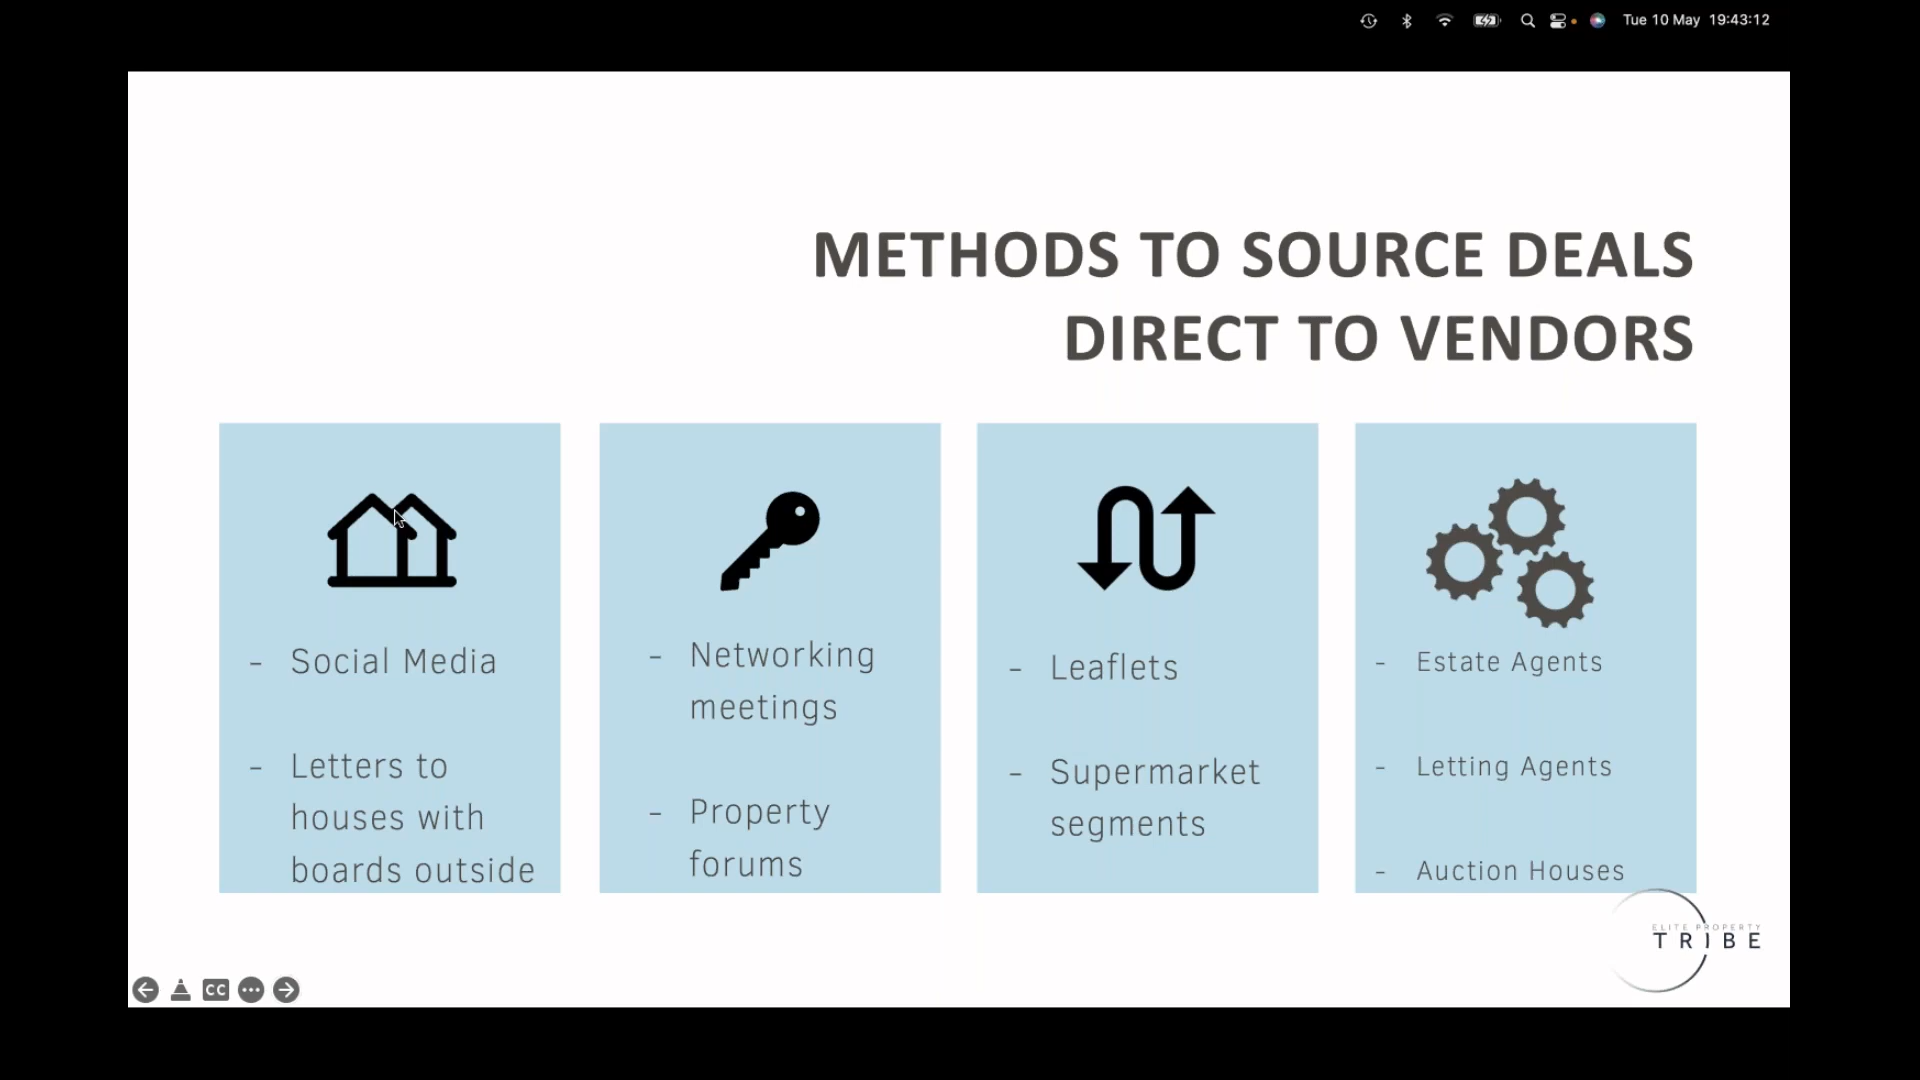 Tue 10 May 19:43:12
METHODS TO SOURCE DEALS
DIRECT TO VENDORS
- Social Media
- Letters to
houses with
boards outside
- Networking
meetings
- Property
forums
- Leaflets
- Supermarket
segments
- Estate Agents
- Letting Agents
- Auction Houses
ELITE PROPERTY
TRIBE
CC